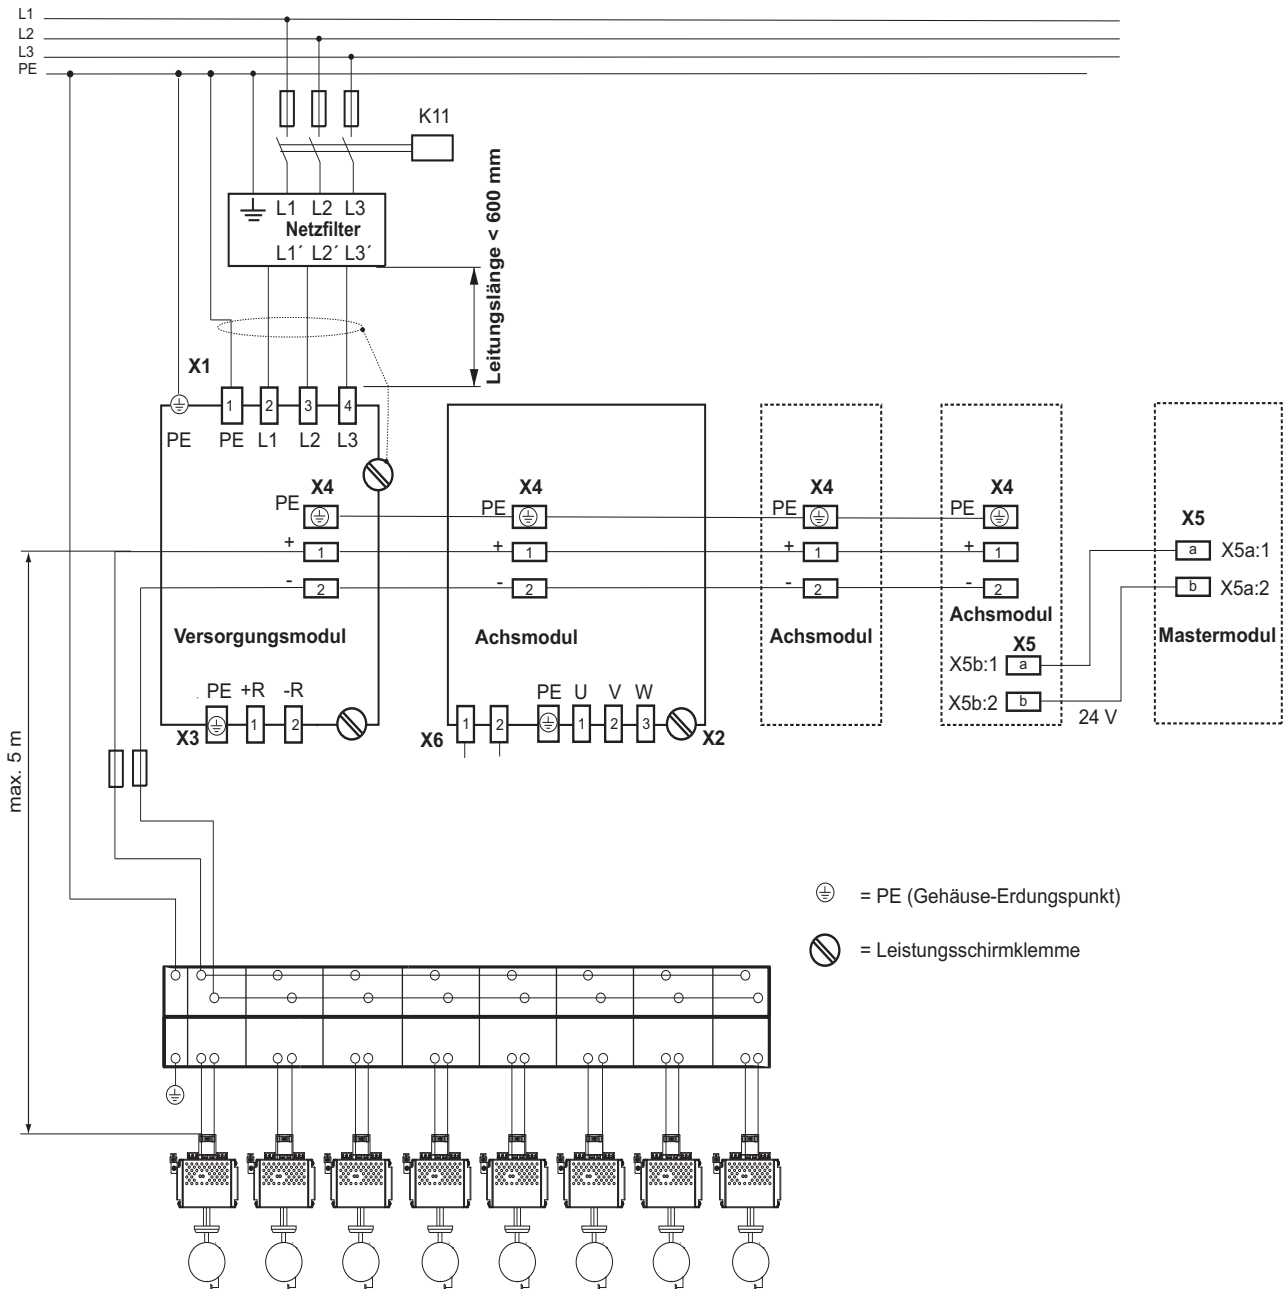 L1
L2
L3
PE
K11
L1 L2 L3
Netzfilter
L1´ L2´ L3´
Leitungslänge < 600 mm
X1
1 2 3 4
PE PE L1 L2 L3
X4 X4 X4 X4
PE PE PE PE
+ 1 + 1 + 1 + 1
- 2 - 2 - 2 - 2
X5
a X5a:1
b X5a:2
Versorgungsmodul
Achsmodul
Achsmodul
Achsmodul
Mastermodul
X5
X5b:1 a
X5b:2 b
24 V
PE +R -R
X3 1 2
PE U V W
X6 1 2 1 2 3 X2
max. 5 m
= PE (Gehäuse-Erdungspunkt)
= Leistungsschirmklemme